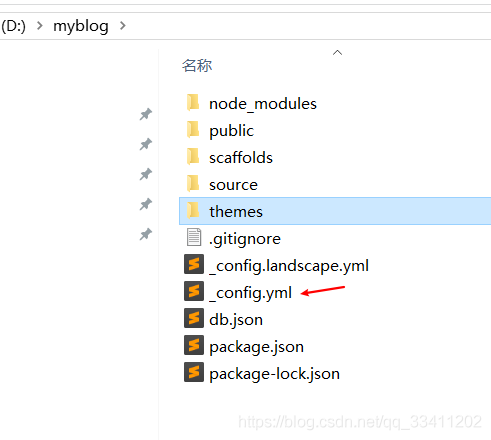 (D:) > myblog >
名称
node_modules
public
scaffolds
source
themes
.gitignore
_config.landscape.yml
_config.yml
db.json
package.json
package-lock.json
https://blog.csdn.net/qq_33411202